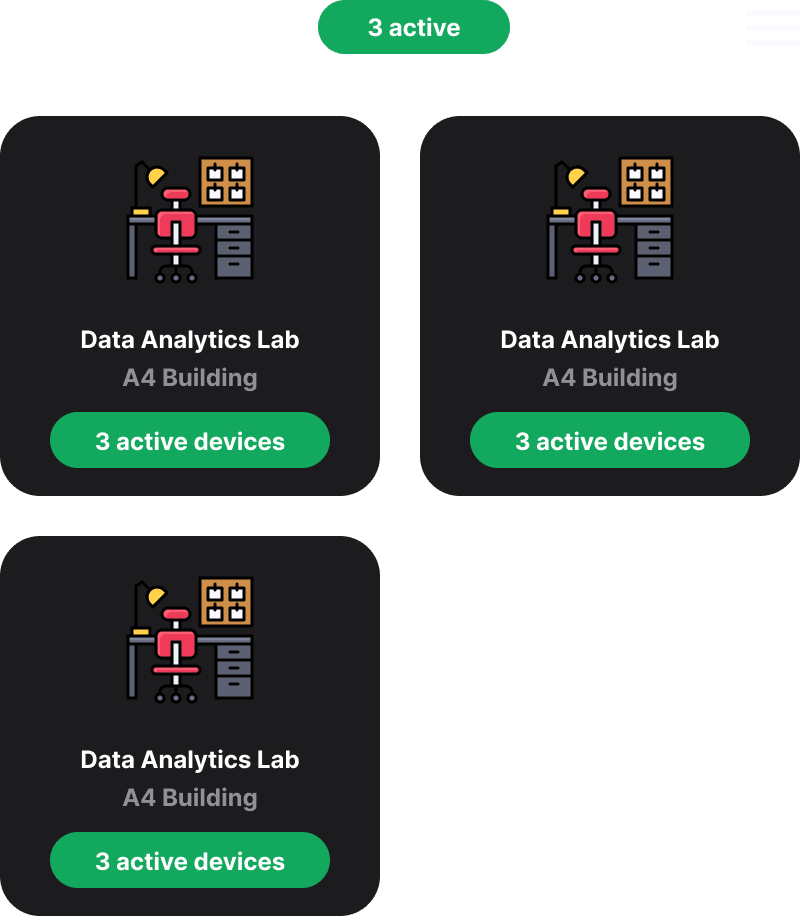 3 active
Data Analytics Lab
A4 Building
3 active devices
Data Analytics Lab
A4 Building
3 active devices
Data Analytics Lab
A4 Building
3 active devices